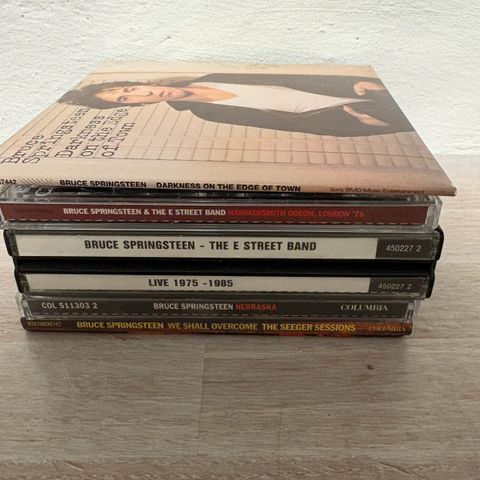 Bruce
Springsteen
Darkness
on the Edge
of Town
BRUCE SPRINGSTEEN DARKNESS ON THE EDGE OF TOWN
Sony BMG Music Entertainment
BRUCE SPRINGSTEEN & THE E STREET BAND HAMMERSMITH ODEON, LONDON '75
BRUCE SPRINGSTEEN - THE E STREET BAND 450227 2
LIVE 1975 -1985 450227 2
COL 511303 2 BRUCE SPRINGSTEEN NEBRASKA COLUMBIA
BRUCE SPRINGSTEEN WE SHALL OVERCOME THE SEEGER SESSIONS COLUMBIA